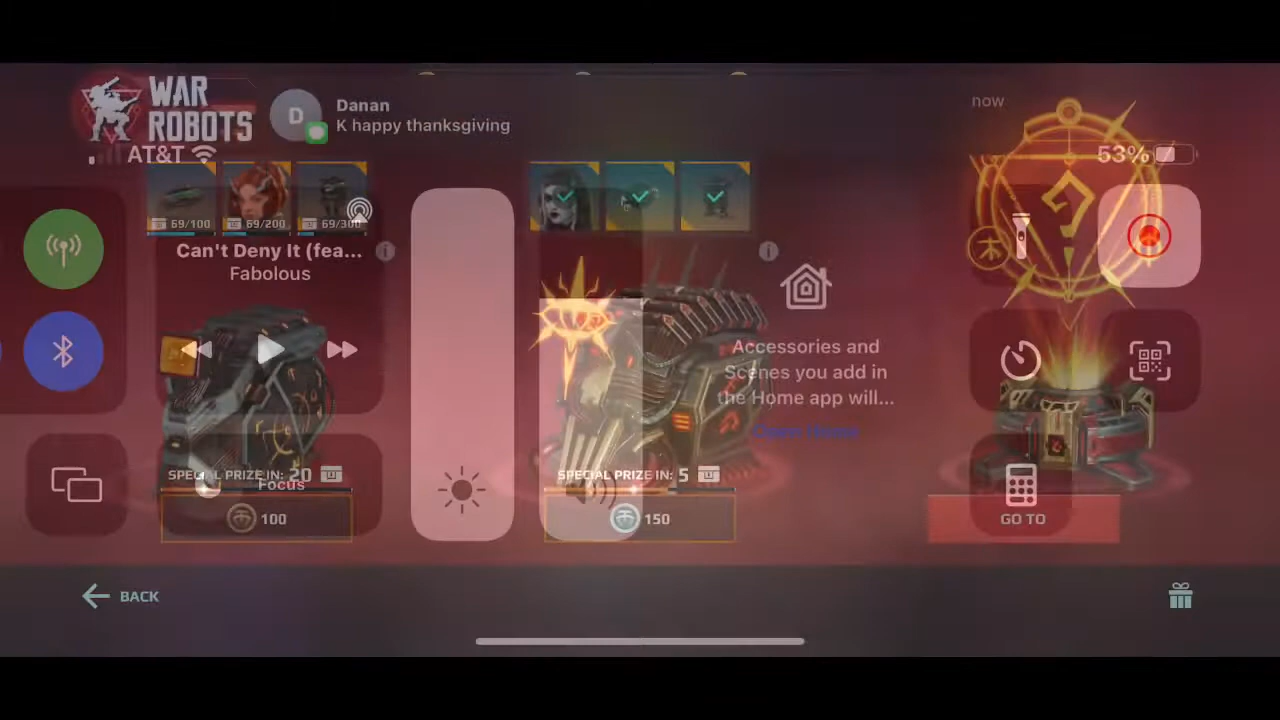 WAR
ROBOTS
D
Danan
K happy thanksgiving
now
AT&T
53%
69/100
69/200
69/300
Can't Deny It (fea...
Fabolous
Accessories and
Scenes you add in
the Home app will...
Open Home
SPECIAL PRIZE IN: 20
Focus
100
SPECIAL PRIZE IN: 5
150
GO TO
BACK